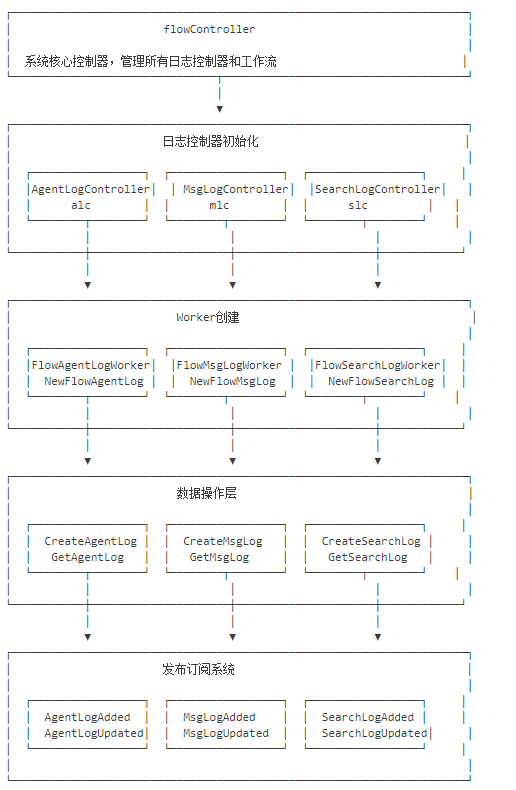 flowController
系统核心控制器，管理所有日志控制器和工作流
日志控制器初始化
AgentLogController MsgLogController SearchLogController
alc mlc slc
Worker创建
FlowAgentLogWorker FlowMsgLogWorker FlowSearchLogWorker
NewFlowAgentLog NewFlowMsgLog NewFlowSearchLog
数据操作层
CreateAgentLog CreateMsgLog CreateSearchLog
GetAgentLog GetMsgLog GetSearchLog
发布订阅系统
AgentLogAdded MsgLogAdded SearchLogAdded
AgentLogUpdated MsgLogUpdated SearchLogUpdated